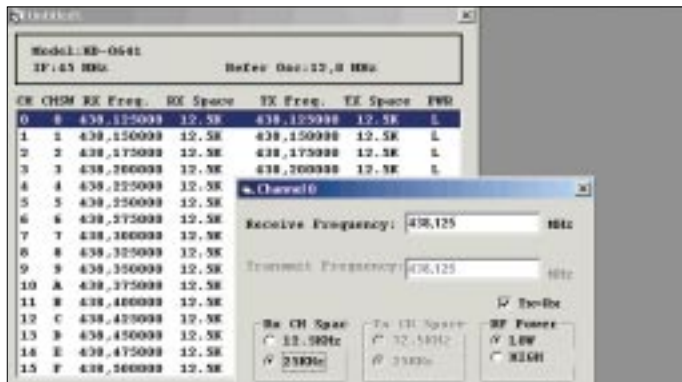 Untitled1
Model:KD-0641
IF:45 MHz Refer Osc:12,8 MHz
CH CHSW RX Freq. RX Space TX Freq. TX Space PWR
0 0 438,125000 12.5K 438,125000 12.5K L
1 1 438,150000 12.5K 438,150000 12.5K L
2 2 438,175000 12.5K 438,175000 12.5K L
3 3 438,200000 12.5K 438,200000 12.5K L
4 4 438,225000 12.5K
5 5 438,250000 12.5K
6 6 438,275000 12.5K
7 7 438,300000 12.5K
8 8 438,325000 12.5K
9 9 438,350000 12.5K
10 A 438,375000 12.5K
11 B 438,400000 12.5K
12 C 438,425000 12.5K
13 D 438,450000 12.5K
14 E 438,475000 12.5K
15 F 438,500000 12.5K
Channel 0
Receive Frequency: 438,125 MHz
Transmit Frequency: 438,125 MHz
Tx=Rx
Rx CH Spac Tx CH Space RF Power
12.5KHz 12.5KHz LOW
25KHz 25KHz HIGH